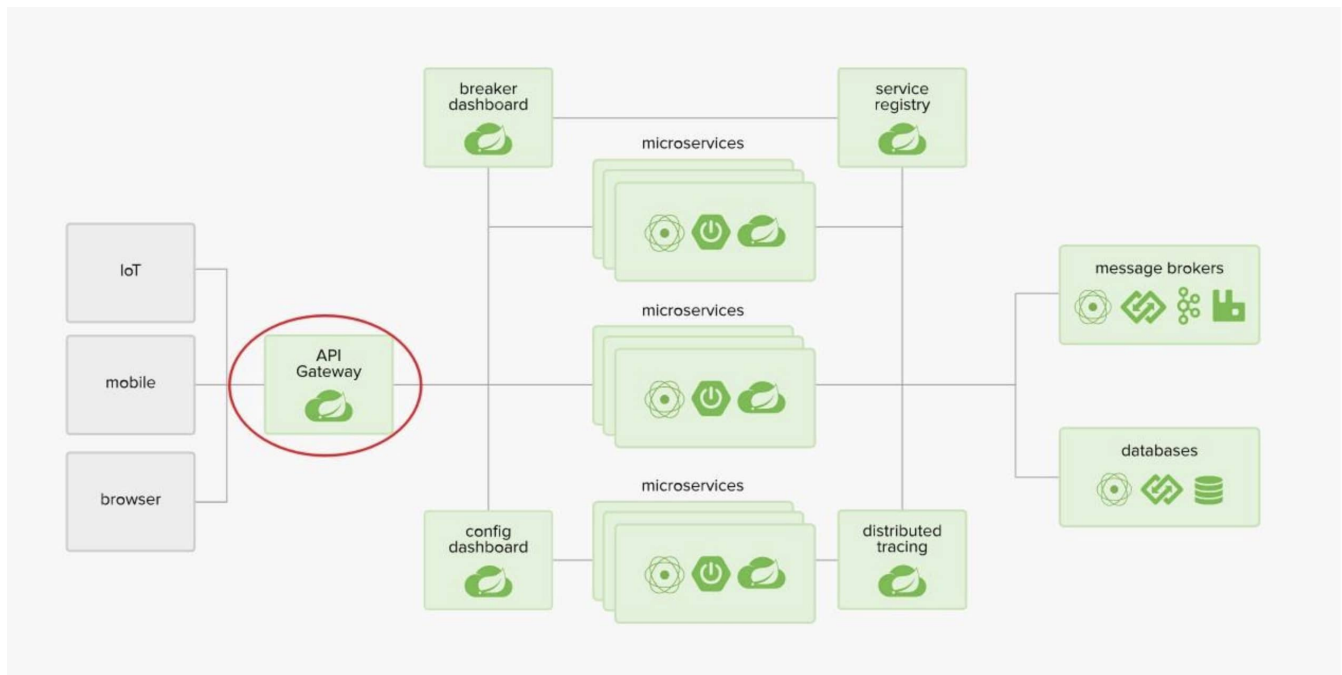 breaker
dashboard
service
registry
microservices
IoT
message brokers
microservices
API
Gateway
mobile
databases
microservices
browser
config
dashboard
distributed
tracing